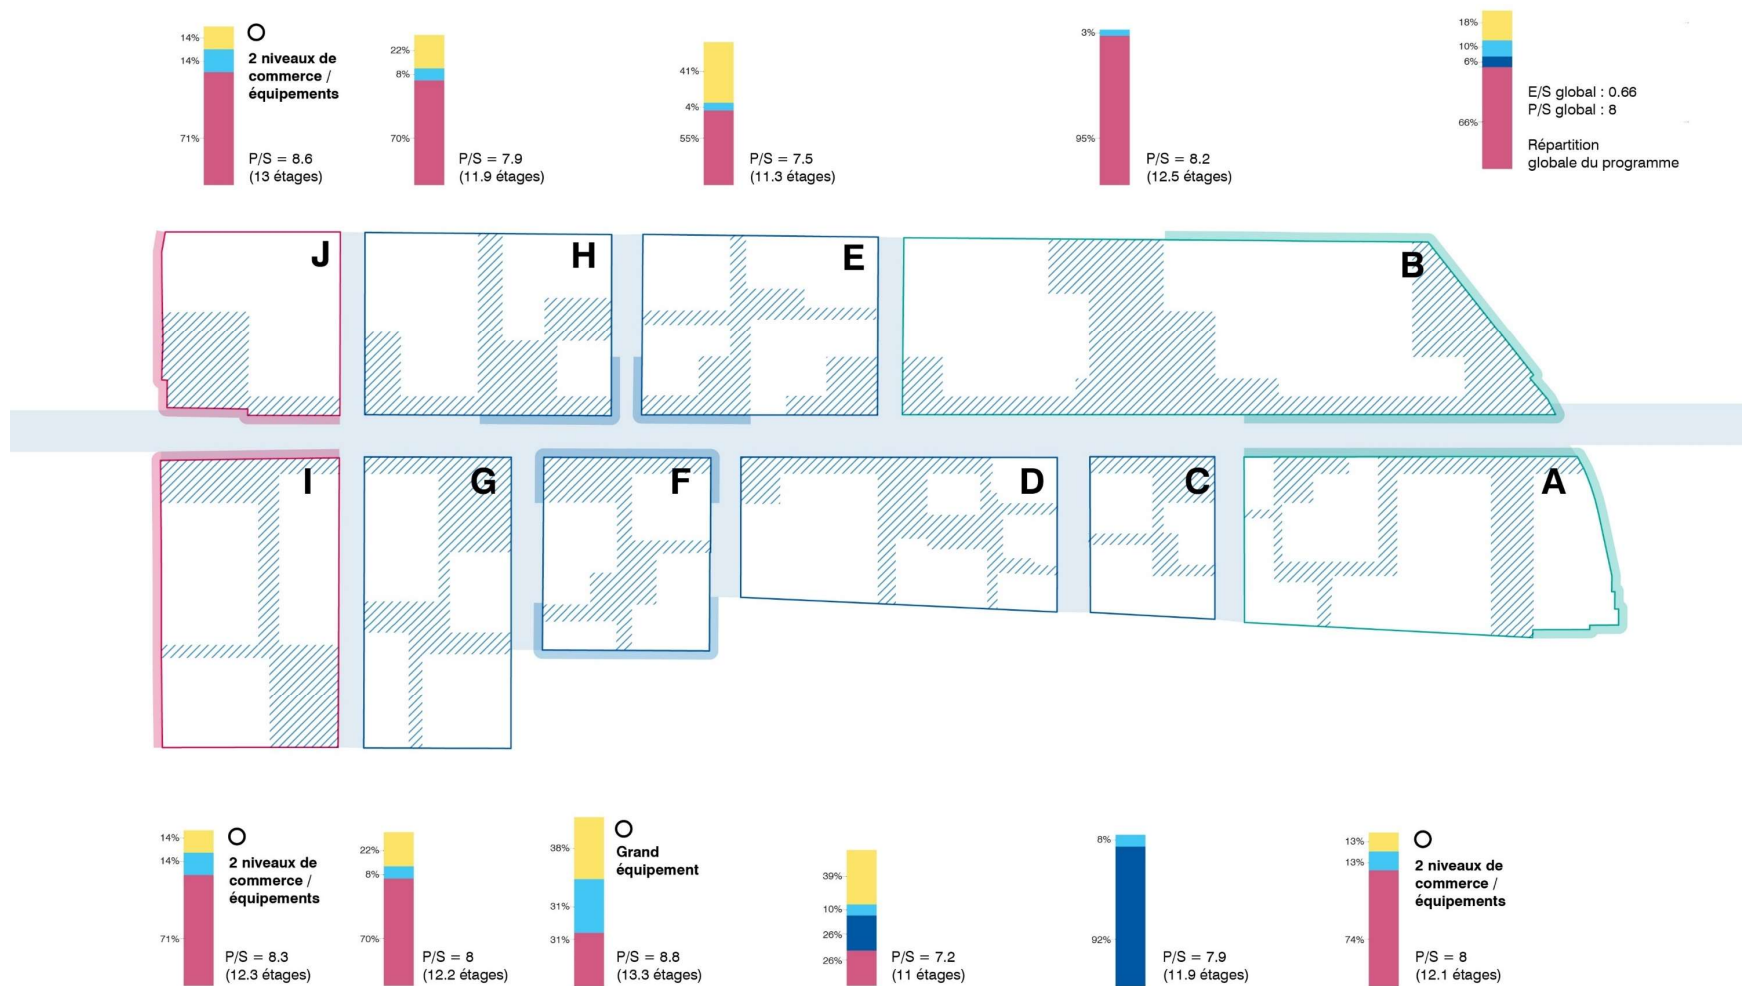 14%
14%
71%
2 niveaux de
commerce /
équipements
P/S = 8.6
(13 étages)
22%
8%
70%
P/S = 7.9
(11.9 étages)
41%
4%
55%
P/S = 7.5
(11.3 étages)
3%
95%
P/S = 8.2
(12.5 étages)
18%
10%
6%
66%
E/S global : 0.66
P/S global : 8
Répartition
globale du programme
J
H
E
B
I
G
F
D
C
A
14%
14%
71%
2 niveaux de
commerce /
équipements
P/S = 8.3
(12.3 étages)
22%
8%
70%
P/S = 8
(12.2 étages)
38%
31%
31%
Grand
équipement
P/S = 8.8
(13.3 étages)
39%
10%
26%
26%
P/S = 7.2
(11 étages)
8%
92%
P/S = 7.9
(11.9 étages)
13%
13%
74%
2 niveaux de
commerce /
équipements
P/S = 8
(12.1 étages)